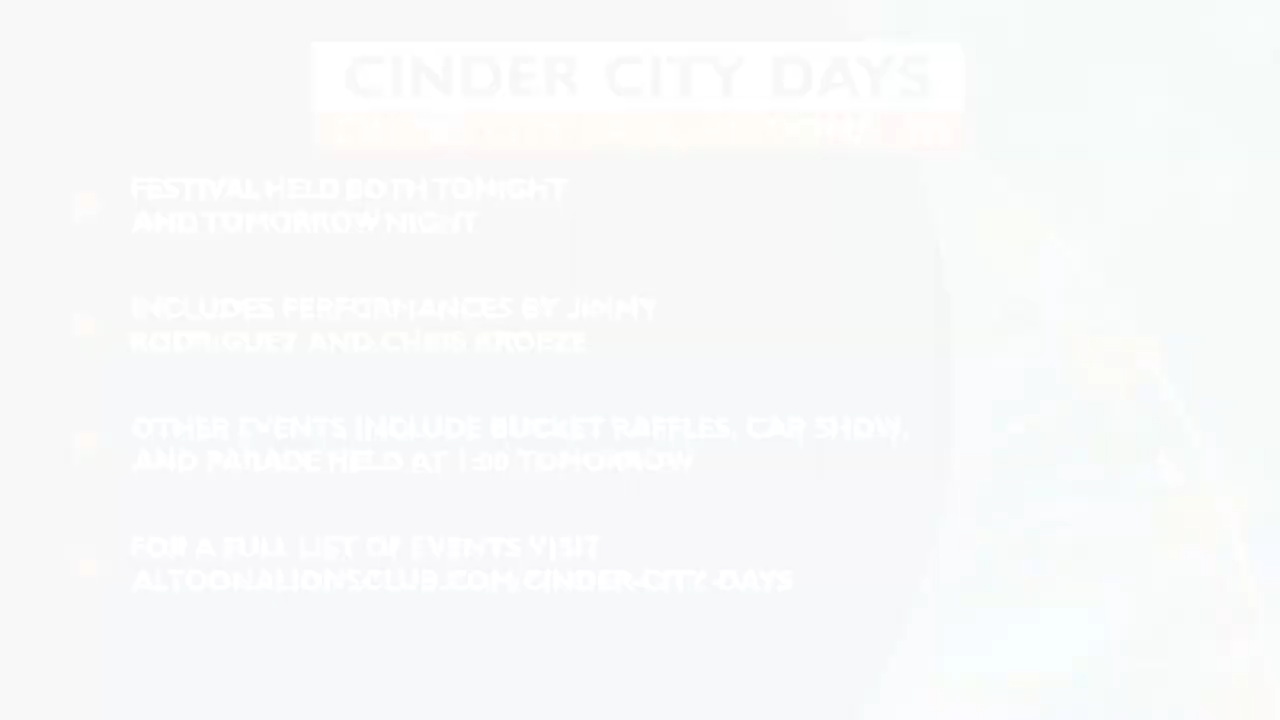 CINDER CITY DAYS
FESTIVAL HELD BOTH TONIGHT
AND TOMORROW NIGHT
INCLUDES PERFORMANCES BY JIMMY
RODRIGUEZ AND CHRIS KROEZE
OTHER EVENTS INCLUDE BUCKET RAFFLES, CAR SHOW,
AND PARADE HELD AT 1:00 TOMORROW
FOR A FULL LIST OF EVENTS VISIT
ALTOONALIONSCLUB.COM/CINDER-CITY-DAYS